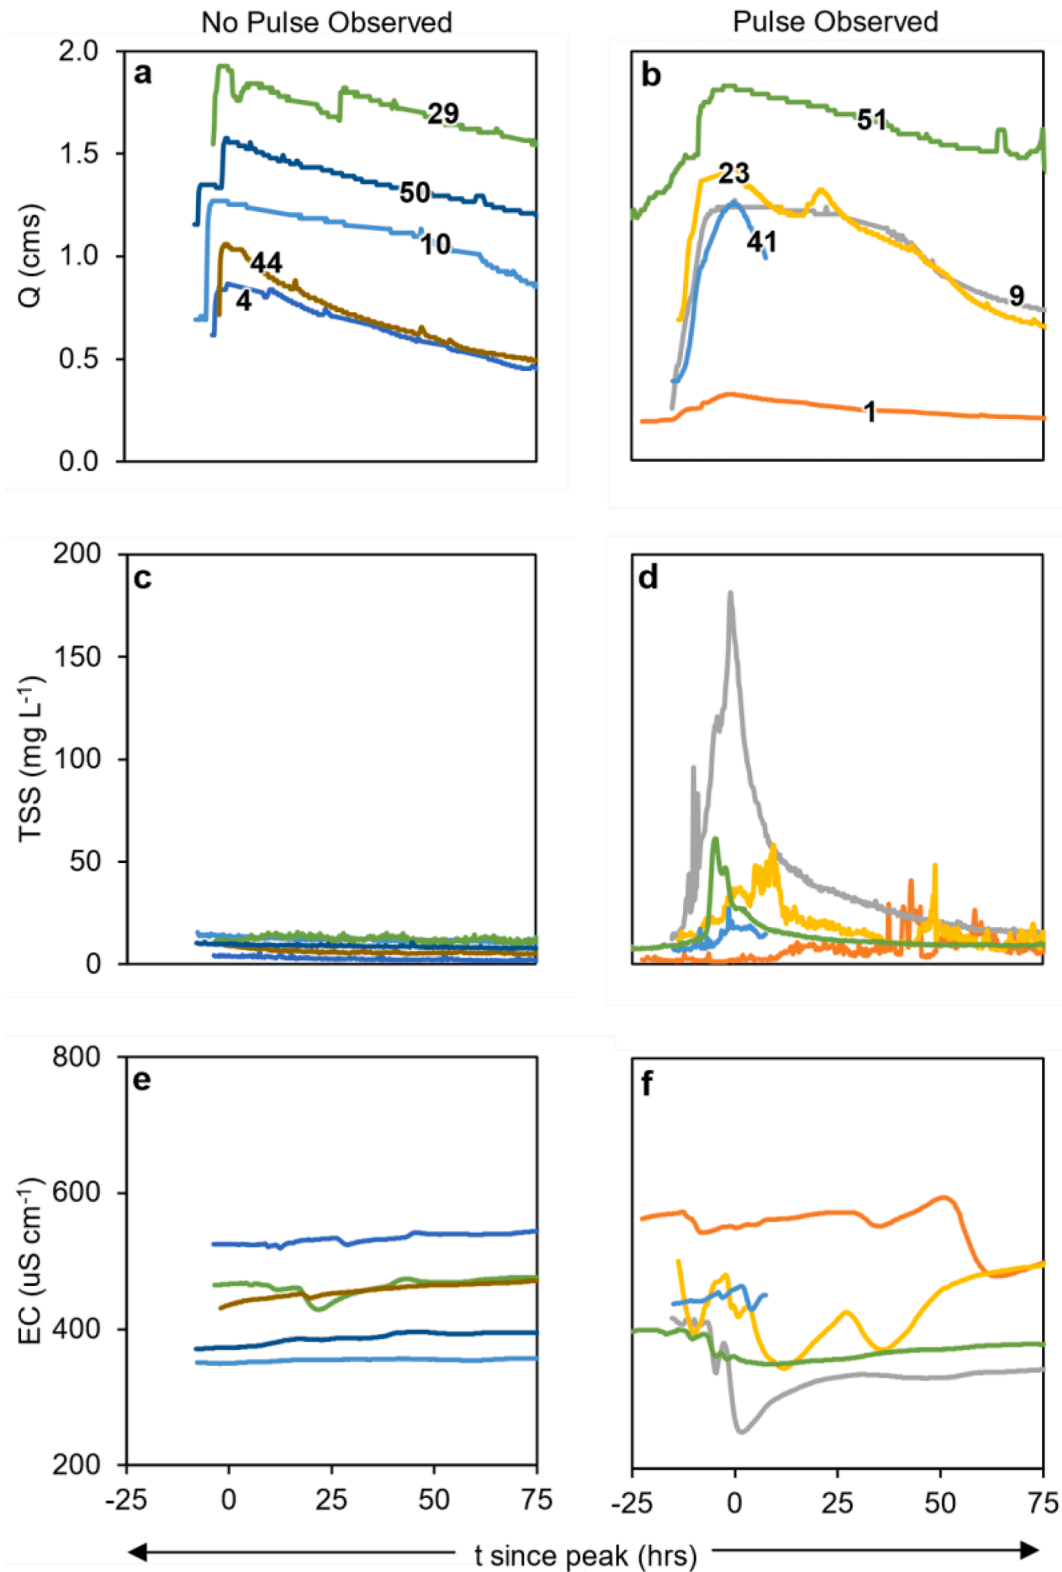 No Pulse Observed
Pulse Observed
a
b
2.0
1.5
1.0
0.5
0.0
Q (cms)
29
50
10
44
4
51
23
41
9
1
c
d
200
150
100
50
0
TSS (mg L-1)
e
f
800
600
400
200
EC (uS cm-1)
-25 0 25 50 75
-25 0 25 50 75
t since peak (hrs)